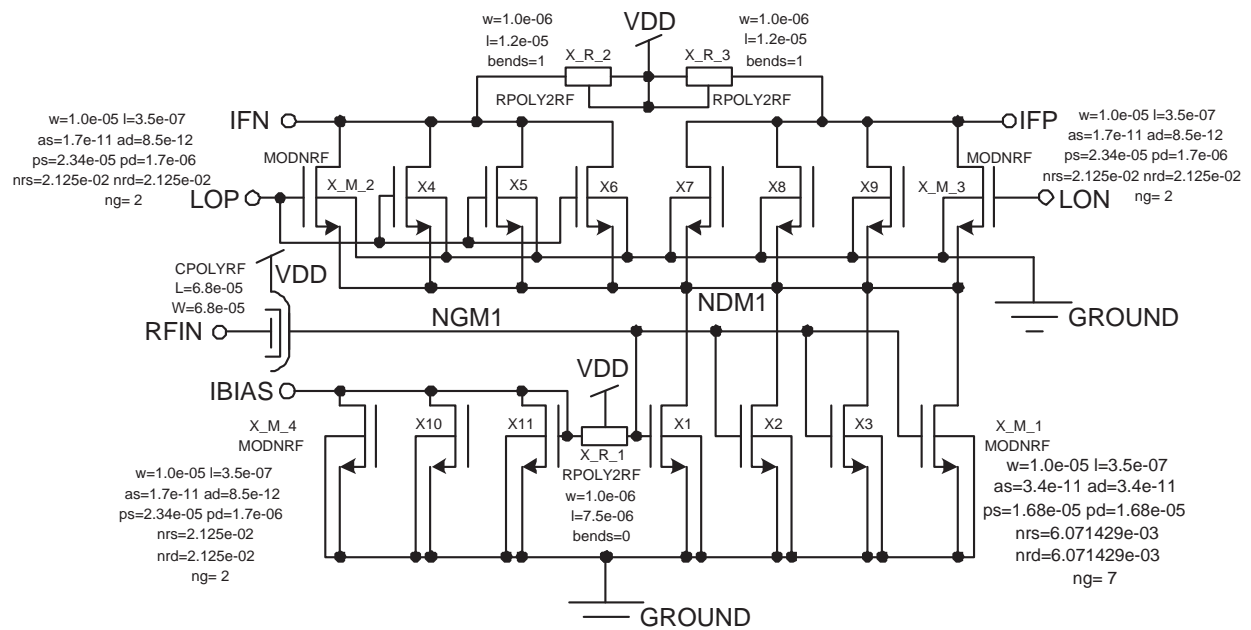 w=1.0e-06
l=1.2e-05
bends=1
X_R_2
RPOLY2RF
VDD
X_R_3
RPOLY2RF
w=1.0e-06
l=1.2e-05
bends=1
IFN
IFP
w=1.0e-05 l=3.5e-07
as=1.7e-11 ad=8.5e-12
ps=2.34e-05 pd=1.7e-06
nrs=2.125e-02 nrd=2.125e-02
ng= 2
MODNRF
LOP
X_M_2
X4
X5
X6
X7
X8
X9
X_M_3
MODNRF
w=1.0e-05 l=3.5e-07
as=1.7e-11 ad=8.5e-12
ps=2.34e-05 pd=1.7e-06
nrs=2.125e-02 nrd=2.125e-02
ng= 2
LON
CPOLYRF
L=6.8e-05
W=6.8e-05
VDD
RFIN
NGM1
NDM1
GROUND
IBIAS
VDD
X_M_4
MODNRF
X10
X11
X_R_1
RPOLY2RF
w=1.0e-06
l=7.5e-06
bends=0
X1
X2
X3
X_M_1
MODNRF
w=1.0e-05 l=3.5e-07
as=1.7e-11 ad=8.5e-12
ps=2.34e-05 pd=1.7e-06
nrs=2.125e-02
nrd=2.125e-02
ng= 2
w=1.0e-05 l=3.5e-07
as=3.4e-11 ad=3.4e-11
ps=1.68e-05 pd=1.68e-05
nrs=6.071429e-03
nrd=6.071429e-03
ng= 7
GROUND